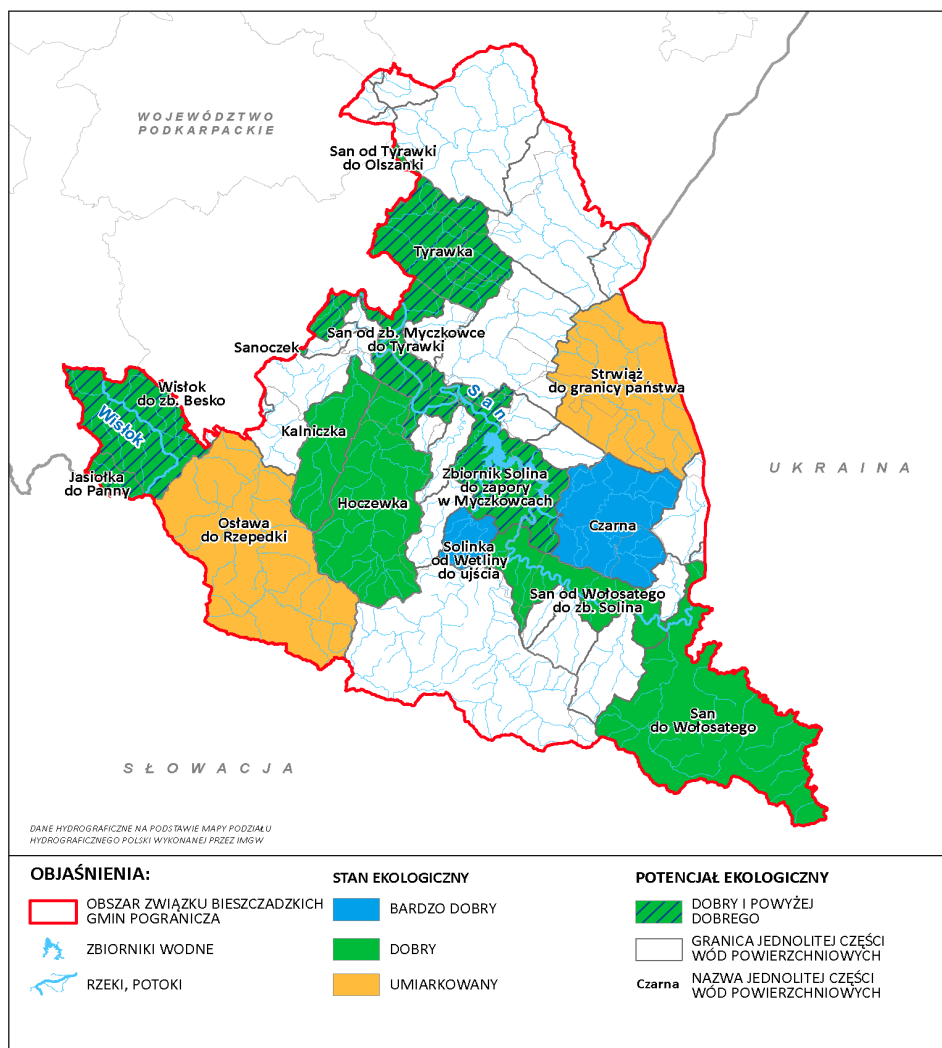 WOJEWÓDZTWO
PODKARPACKIE
San od Tyrawki
do Olszanki
Tyrawka
San od zb. Myczkowce
do Tyrawki
Sanoczek
Strwiąż
do granicy państwa
San
Wisłok
do zb. Besko
Wisłok
Kalniczka
UKRAINA
Jasiołka
do Panny
Zbiornik Solina
do zapory
w Myczkowcach
Hoczewka
Osława
do Rzepedki
Czarna
Solinka
od Wetliny
do ujścia
San od Wołosatego
do zb. Solina
San
do Wołosatego
SŁOWACJA
DANE HYDROGRAFICZNE NA PODSTAWIE MAPY PODZIAŁU
HYDROGRAFICZNEGO POLSKI WYKONANEJ PRZEZ IMGW
OBJAŚNIENIA:
OBSZAR ZWIĄZKU BIESZCZADZKICH
GMIN POGRANICZA
ZBIORNIKI WODNE
RZEKI, POTOKI
STAN EKOLOGICZNY
BARDZO DOBRY
DOBRY
UMIARKOWANY
POTENCJAŁ EKOLOGICZNY
DOBRY I POWYŻEJ
DOBREGO
GRANICA JEDNOLITEJ CZĘŚCI
WÓD POWIERZCHNIOWYCH
Czarna
NAZWA JEDNOLITEJ CZĘŚCI
WÓD POWIERZCHNIOWYCH